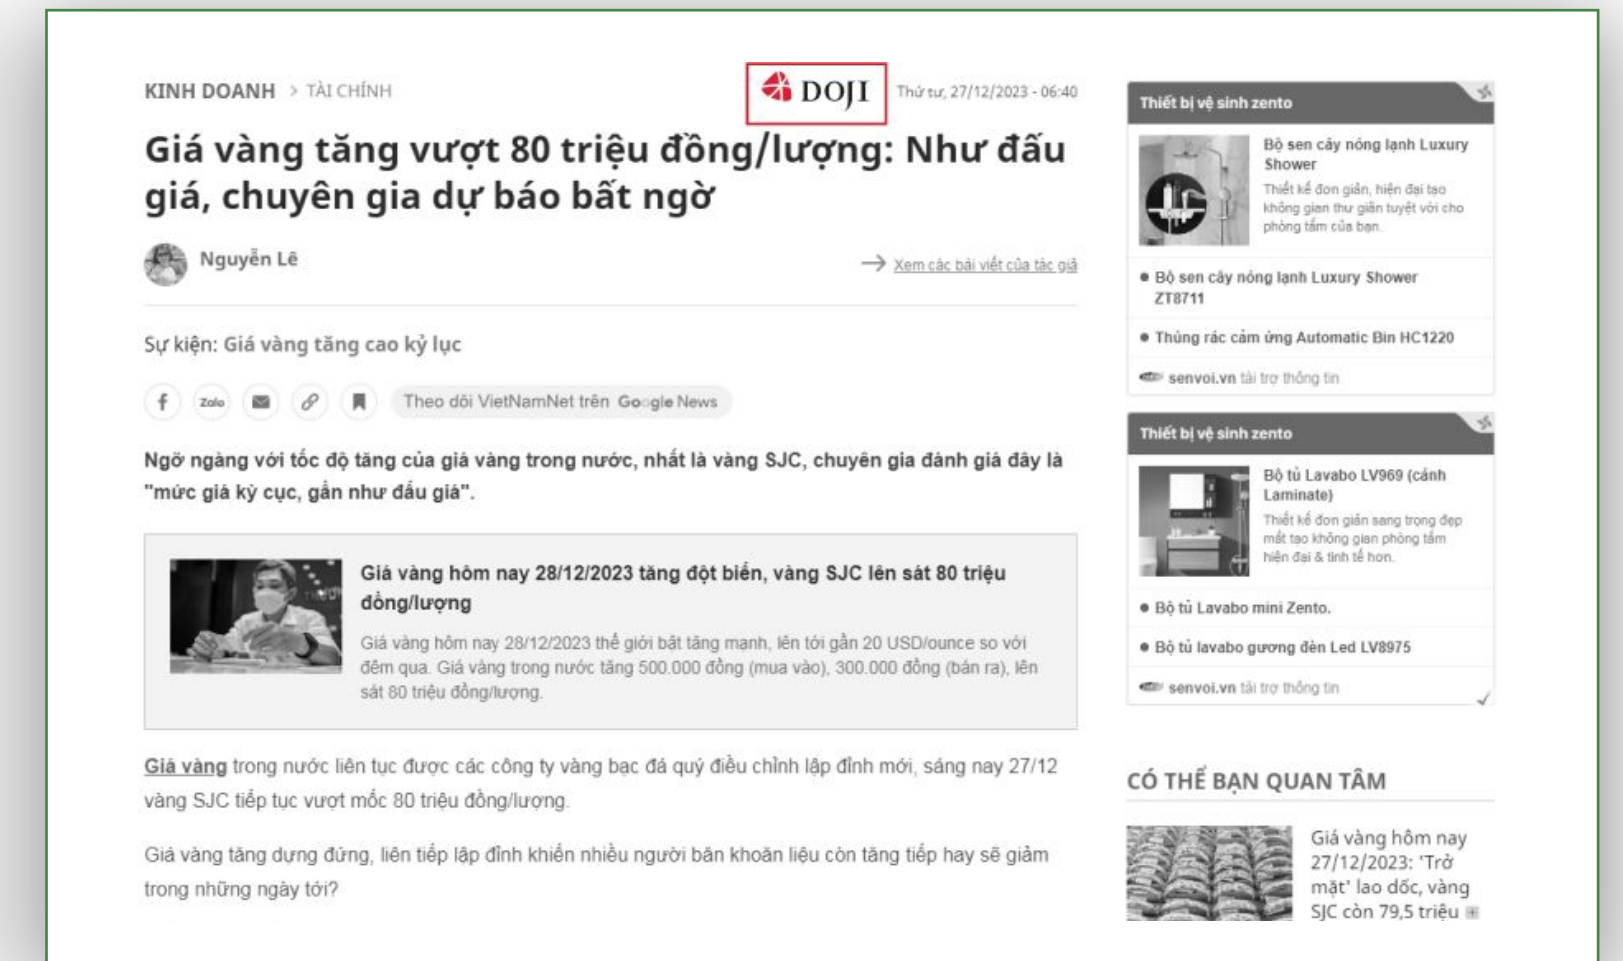 KINH DOANH > TÀI CHÍNH
DOJI
Thứ tư, 27/12/2023 - 06:40
Giá vàng tăng vượt 80 triệu đồng/lượng: Như đấu
giá, chuyên gia dự báo bất ngờ
Nguyễn Lê
Xem các bài viết của tác giả
Sự kiện: Giá vàng tăng cao kỷ lục
Zalo
Theo dõi VietNamNet trên Google News
Ngỡ ngàng với tốc độ tăng của giá vàng trong nước, nhất là vàng SJC, chuyên gia đánh giá đây là
"mức giá kỳ cục, gần như đấu giá".
Giá vàng hôm nay 28/12/2023 tăng đột biến, vàng SJC lên sát 80 triệu
đồng/lượng
Giá vàng hôm nay 28/12/2023 thế giới bật tăng mạnh, lên tới gần 20 USD/ounce so với
đêm qua. Giá vàng trong nước tăng 500.000 đồng (mua vào), 300.000 đồng (bán ra), lên
sát 80 triệu đồng/lượng.
Giá vàng trong nước liên tục được các công ty vàng bạc đá quý điều chỉnh lập đỉnh mới, sáng nay 27/12
vàng SJC tiếp tục vượt mốc 80 triệu đồng/lượng.
Giá vàng tăng dựng đứng, liên tiếp lập đỉnh khiến nhiều người băn khoăn liệu còn tăng tiếp hay sẽ giảm
trong những ngày tới?
Thiết bị vệ sinh zento
Bộ sen cây nóng lạnh Luxury
Shower
Thiết kế đơn giản, hiện đại tạo
không gian thư giãn tuyệt vời cho
phòng tắm của bạn.
Bộ sen cây nóng lạnh Luxury Shower
ZT8711
Thùng rác cảm ứng Automatic Bin HC1220
senvoi.vn tài trợ thông tin
Thiết bị vệ sinh zento
Bộ tủ Lavabo LV969 (cánh
Laminate)
Thiết kế đơn giản sang trọng đẹp
mắt tạo không gian phòng tắm
hiện đại & tinh tế hơn.
Bộ tủ Lavabo mini Zento.
Bộ tủ lavabo gương đèn Led LV8975
senvoi.vn tài trợ thông tin
CÓ THỂ BẠN QUAN TÂM
Giá vàng hôm nay
27/12/2023: 'Trở
mặt' lao dốc, vàng
SJC còn 79,5 triệu